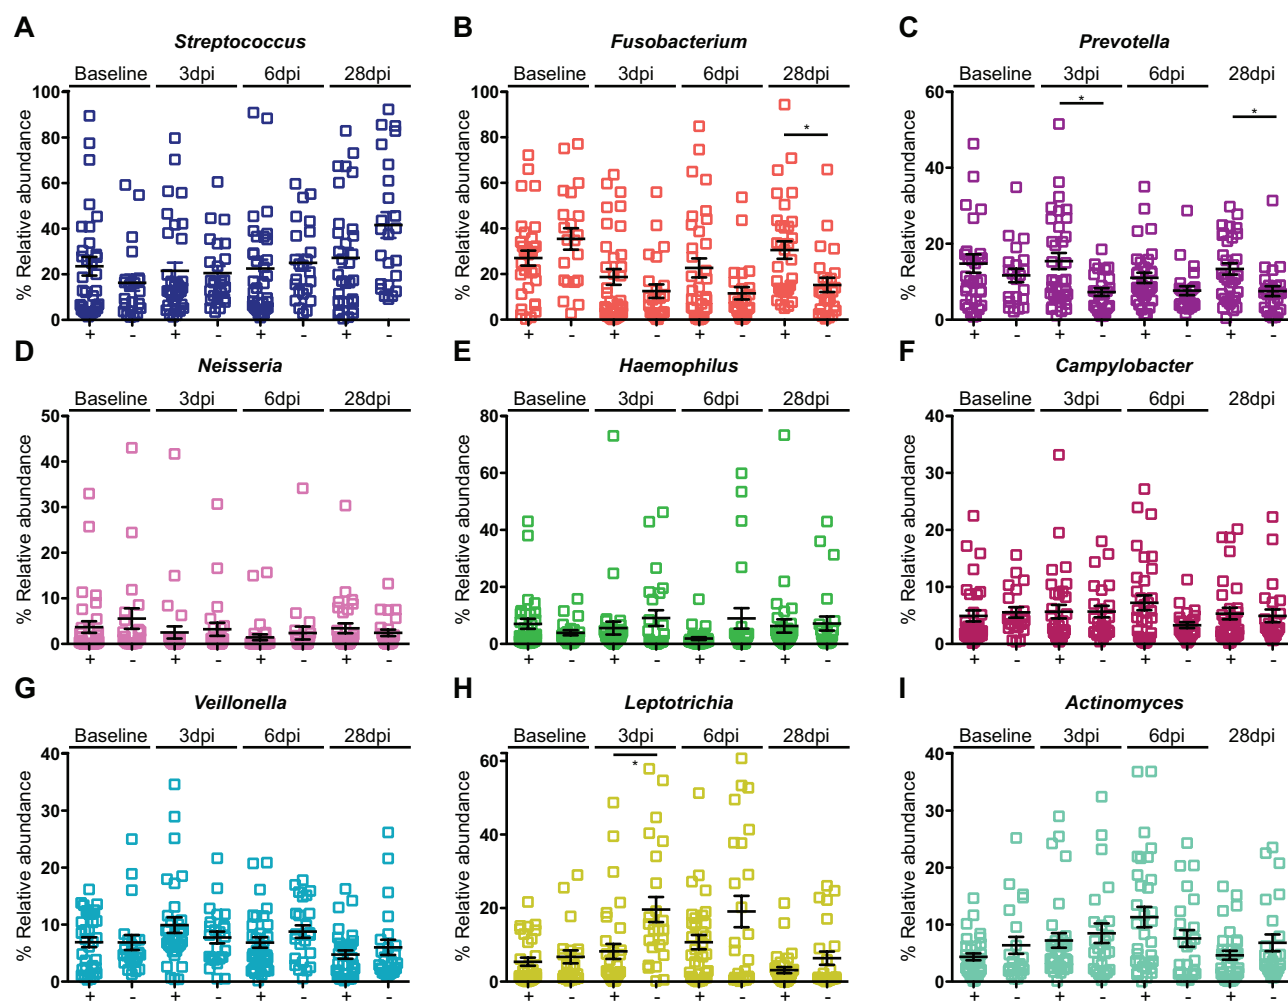 A
Streptococcus
Baseline 3dpi 6dpi 28dpi
% Relative abundance
100
80
60
40
20
0
+ - + - + - + -
B
Fusobacterium
Baseline 3dpi 6dpi 28dpi
% Relative abundance
100
80
60
40
20
0
*
+ - + - + - + -
C
Prevotella
Baseline 3dpi 6dpi 28dpi
% Relative abundance
60
40
20
0
* *
+ - + - + - + -
D
Neisseria
Baseline 3dpi 6dpi 28dpi
% Relative abundance
50
40
30
20
10
0
+ - + - + - + -
E
Haemophilus
Baseline 3dpi 6dpi 28dpi
% Relative abundance
80
60
40
20
0
+ - + - + - + -
F
Campylobacter
Baseline 3dpi 6dpi 28dpi
% Relative abundance
40
30
20
10
0
+ - + - + - + -
G
Veillonella
Baseline 3dpi 6dpi 28dpi
% Relative abundance
40
30
20
10
0
+ - + - + - + -
H
Leptotrichia
Baseline 3dpi 6dpi 28dpi
% Relative abundance
60
40
20
0
*
+ - + - + - + -
I
Actinomyces
Baseline 3dpi 6dpi 28dpi
% Relative abundance
40
30
20
10
0
+ - + - + - + -